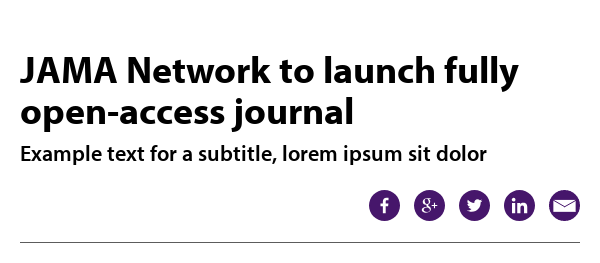 JAMA Network to launch fully
open-access journal
Example text for a subtitle, lorem ipsum sit dolor
f g+ in